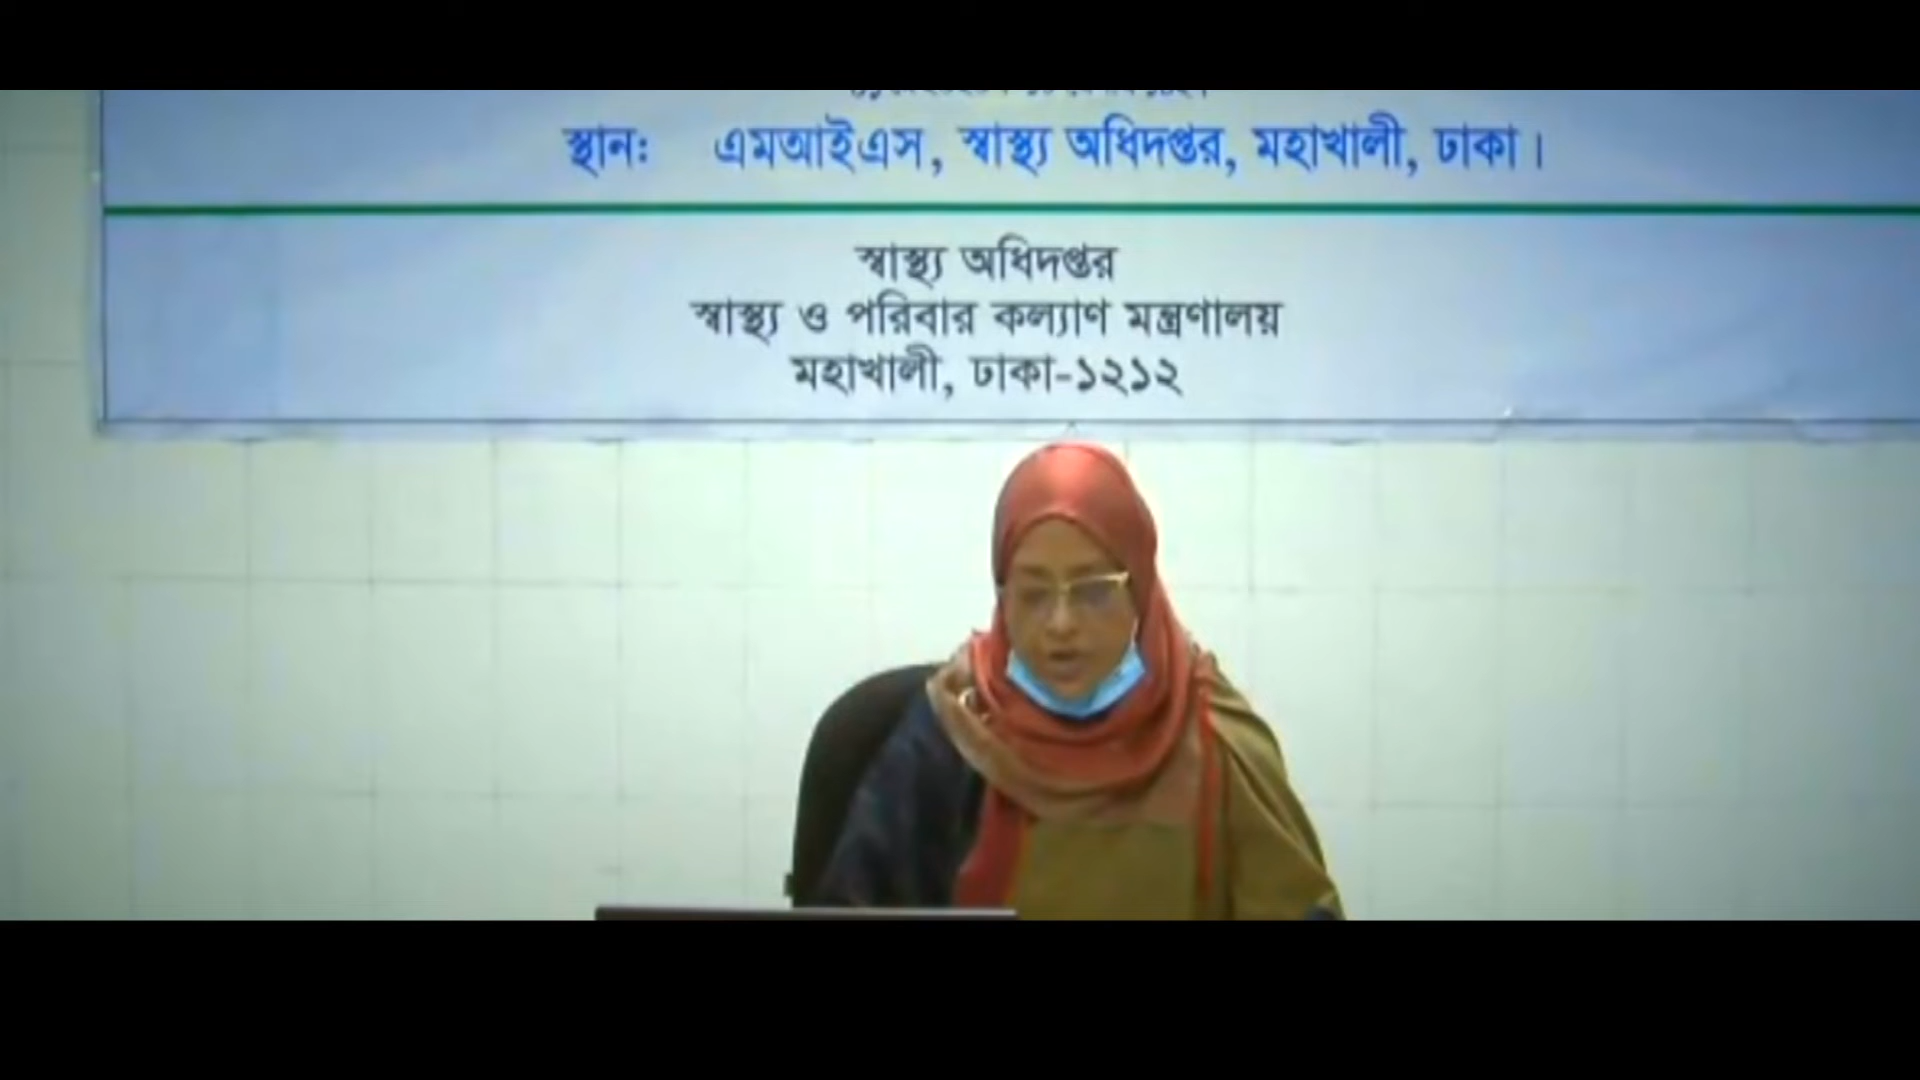 স্থানঃ এমআইএস, স্বাস্থ্য অধিদপ্তর, মহাখালী, ঢাকা।
স্বাস্থ্য অধিদপ্তর
স্বাস্থ্য ও পরিবার কল্যাণ মন্ত্রণালয়
মহাখালী, ঢাকা-১২১২